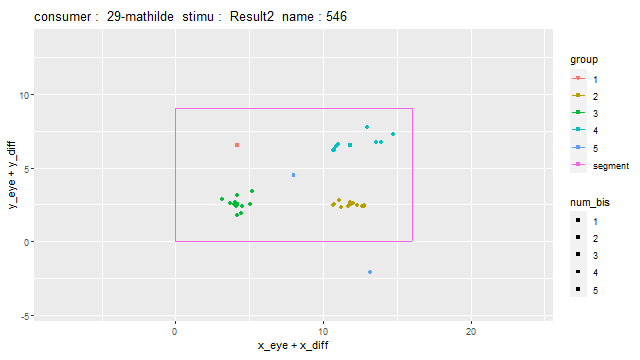 consumer :  29-mathilde  stimu :  Result2  name : 546
group
1
2
3
4
5
segment
num_bis
1
2
3
4
5
y_eye + y_diff
10
5
0
-5
0
10
20
x_eye + x_diff